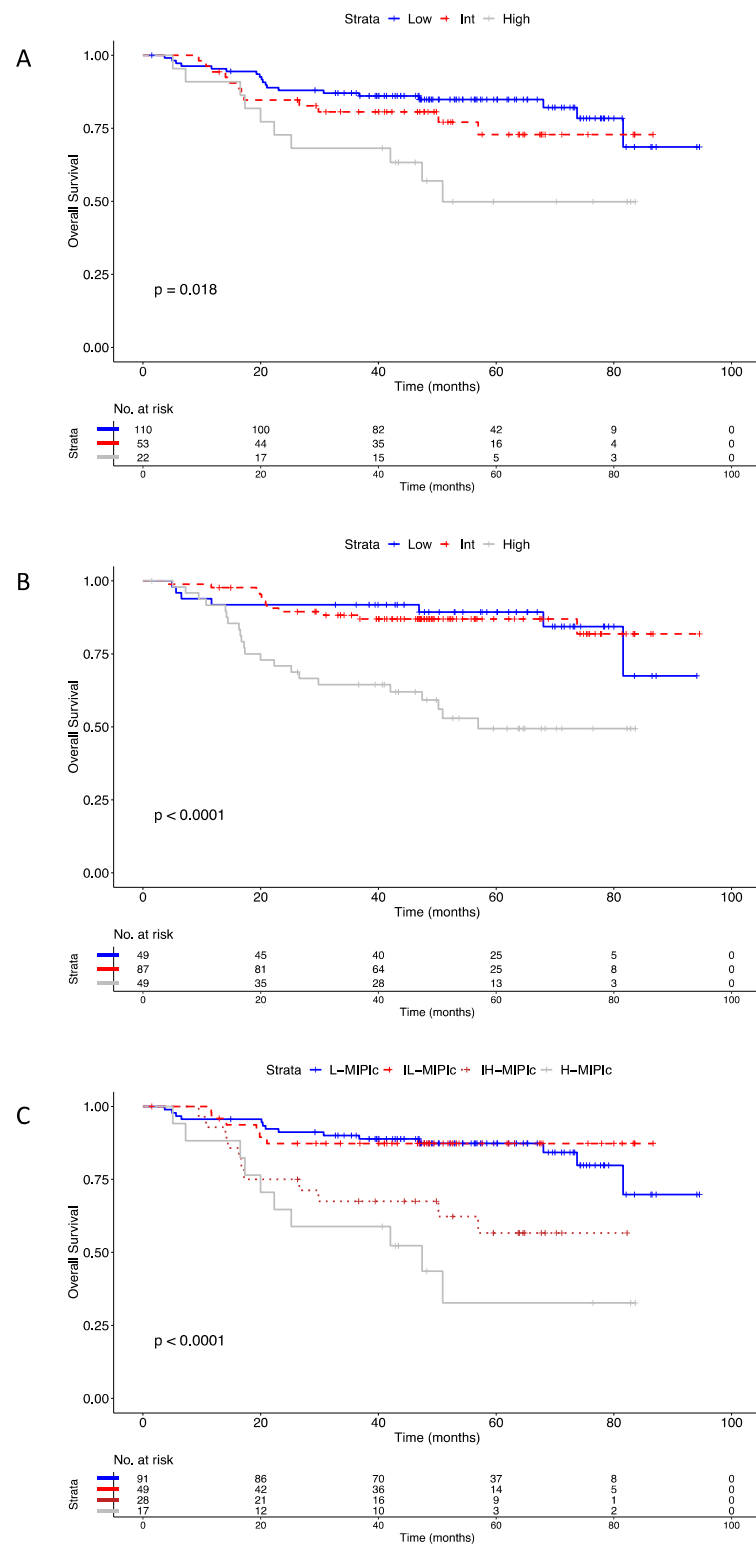 Strata Low Int High
A
1.00
0.75
0.50
0.25
0.00
Overall Survival
p = 0.018
0 20 40 60 80 100
Time (months)
No. at risk
Strata
110 100 82 42 9 0
53 44 35 16 4 0
22 17 15 5 3 0
0 20 40 60 80 100
Time (months)
Strata Low Int High
B
1.00
0.75
0.50
0.25
0.00
Overall Survival
p < 0.0001
0 20 40 60 80 100
Time (months)
No. at risk
Strata
49 45 40 25 5 0
87 81 64 25 8 0
49 35 28 13 3 0
0 20 40 60 80 100
Time (months)
Strata L−MIPIc IL−MIPIc IH−MIPIc H−MIPIc
C
1.00
0.75
0.50
0.25
0.00
Overall Survival
p < 0.0001
0 20 40 60 80 100
Time (months)
No. at risk
Strata
91 86 70 37 8 0
49 42 36 14 5 0
28 21 16 9 1 0
17 12 10 3 2 0
0 20 40 60 80 100
Time (months)